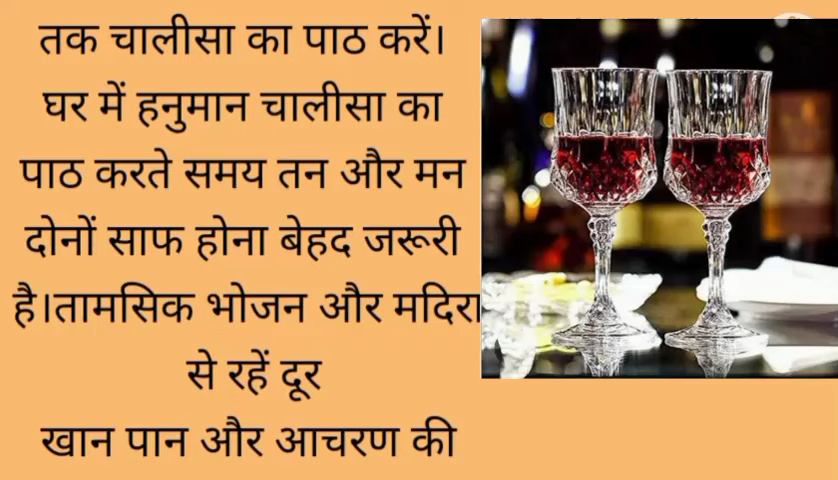 तक चालीसा का पाठ करें।
घर में हनुमान चालीसा का
पाठ करते समय तन और मन
दोनों साफ होना बेहद जरूरी
है।तामसिक भोजन और मदिरा
से रहें दूर
खान पान और आचरण की